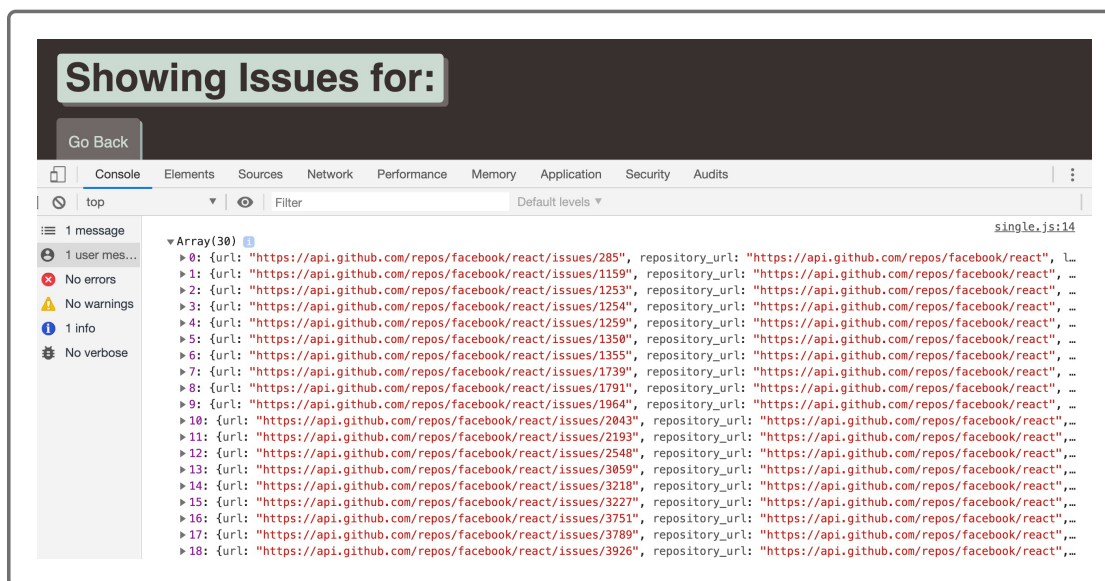 Showing Issues for:
Go Back
Console Elements Sources Network Performance Memory Application Security Audits
top Filter Default levels ▼
single.js:14
1 message
1 user mes...
No errors
No warnings
1 info
No verbose
▼Array(30) i
▶0: {url: "https://api.github.com/repos/facebook/react/issues/285", repository_url: "https://api.github.com/repos/facebook/react", l…
▶1: {url: "https://api.github.com/repos/facebook/react/issues/1159", repository_url: "https://api.github.com/repos/facebook/react", …
▶2: {url: "https://api.github.com/repos/facebook/react/issues/1253", repository_url: "https://api.github.com/repos/facebook/react", …
▶3: {url: "https://api.github.com/repos/facebook/react/issues/1254", repository_url: "https://api.github.com/repos/facebook/react", …
▶4: {url: "https://api.github.com/repos/facebook/react/issues/1259", repository_url: "https://api.github.com/repos/facebook/react", …
▶5: {url: "https://api.github.com/repos/facebook/react/issues/1350", repository_url: "https://api.github.com/repos/facebook/react", …
▶6: {url: "https://api.github.com/repos/facebook/react/issues/1355", repository_url: "https://api.github.com/repos/facebook/react", …
▶7: {url: "https://api.github.com/repos/facebook/react/issues/1739", repository_url: "https://api.github.com/repos/facebook/react", …
▶8: {url: "https://api.github.com/repos/facebook/react/issues/1791", repository_url: "https://api.github.com/repos/facebook/react", …
▶9: {url: "https://api.github.com/repos/facebook/react/issues/1964", repository_url: "https://api.github.com/repos/facebook/react", …
▶10: {url: "https://api.github.com/repos/facebook/react/issues/2043", repository_url: "https://api.github.com/repos/facebook/react",…
▶11: {url: "https://api.github.com/repos/facebook/react/issues/2193", repository_url: "https://api.github.com/repos/facebook/react",…
▶12: {url: "https://api.github.com/repos/facebook/react/issues/2548", repository_url: "https://api.github.com/repos/facebook/react",…
▶13: {url: "https://api.github.com/repos/facebook/react/issues/3059", repository_url: "https://api.github.com/repos/facebook/react",…
▶14: {url: "https://api.github.com/repos/facebook/react/issues/3218", repository_url: "https://api.github.com/repos/facebook/react",…
▶15: {url: "https://api.github.com/repos/facebook/react/issues/3227", repository_url: "https://api.github.com/repos/facebook/react",…
▶16: {url: "https://api.github.com/repos/facebook/react/issues/3751", repository_url: "https://api.github.com/repos/facebook/react",…
▶17: {url: "https://api.github.com/repos/facebook/react/issues/3789", repository_url: "https://api.github.com/repos/facebook/react",…
▶18: {url: "https://api.github.com/repos/facebook/react/issues/3926", repository_url: "https://api.github.com/repos/facebook/react",…